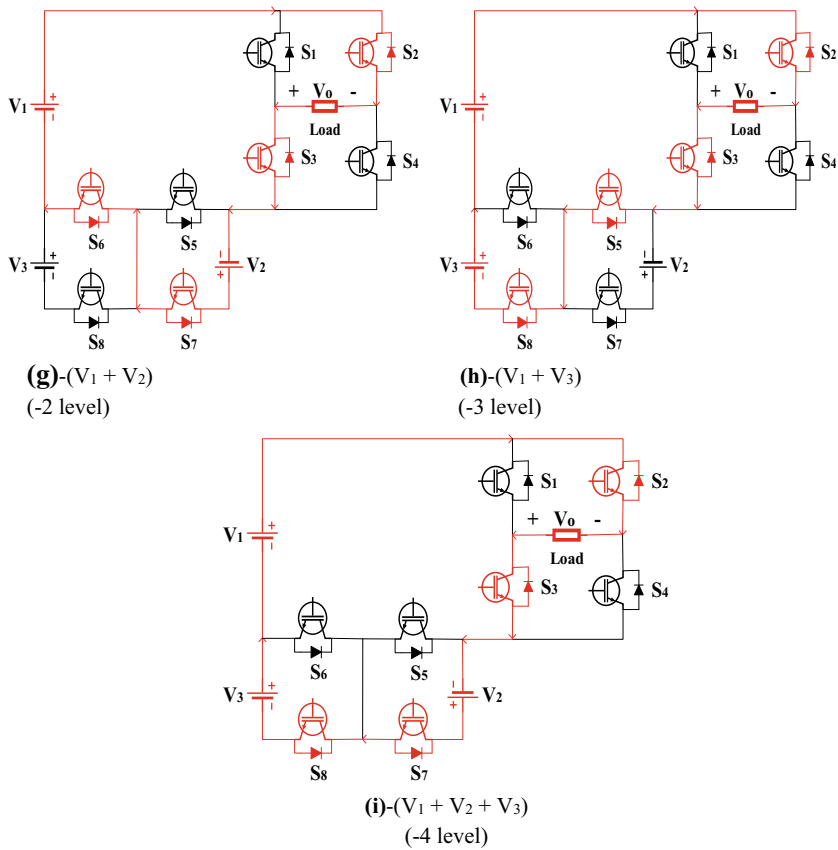 S1
S2
+ Vo -
V1
+
-
Load
S3
S4
S6
S5
V3
+
-
-
+
V2
S8
S7
(g)-(V1 + V2)
(-2 level)
S1
S2
+ Vo -
V1
+
-
Load
S3
S4
S6
S5
V3
+
-
-
+
V2
S8
S7
(h)-(V1 + V3)
(-3 level)
S1
S2
+ Vo -
V1
+
-
Load
S3
S4
S6
S5
V3
+
-
-
+
V2
S8
S7
(i)-(V1 + V2 + V3)
(-4 level)